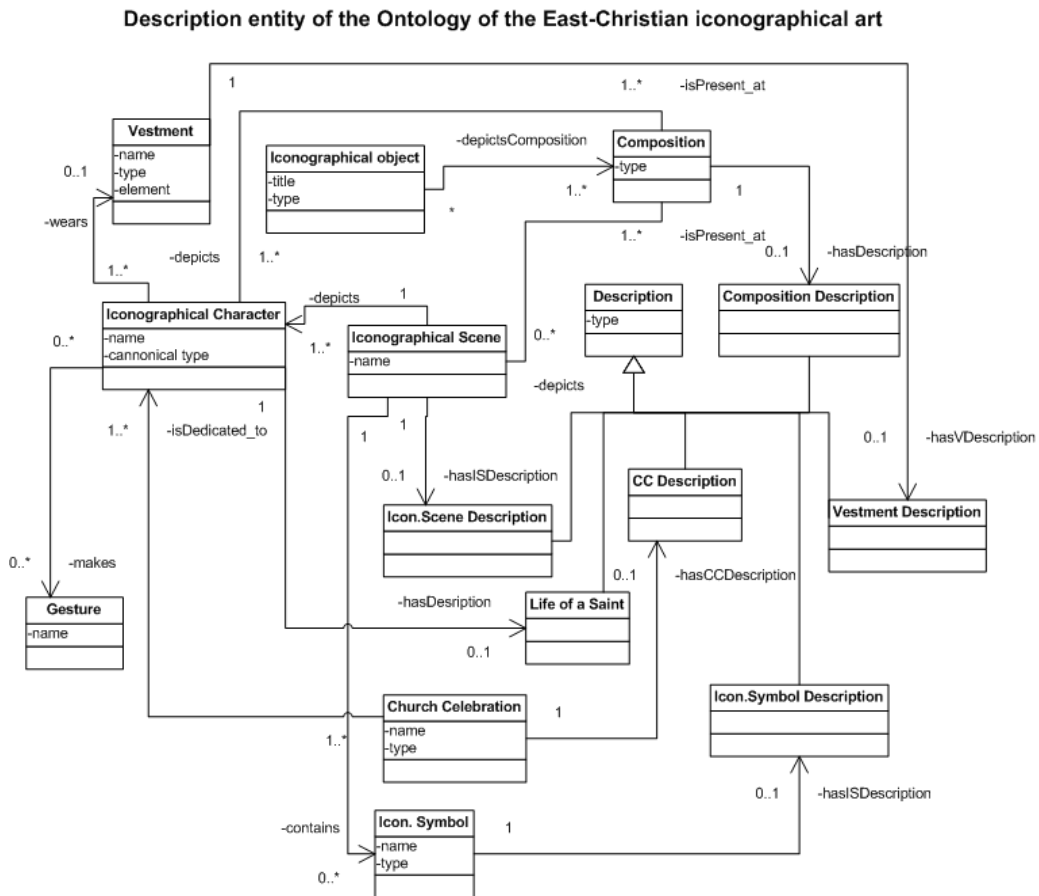 Description entity of the Ontology of the East-Christian iconographical art
1
1..*
-isPresent_at
Vestment
-name
-type
-element
0..1
-wears
1..*
Iconographical object
-title
-type
-depictsComposition
*
1..*
Composition
-type
1
1..*
-isPresent_at
0..1
-hasDescription
-depicts
1..*
Iconographical Character
-name
-cannonical type
0..*
-depicts
1
1..*
Iconographical Scene
-name
0..*
-depicts
Description
-type
Composition Description
1
1..*
-isDedicated_to
1
1
0..1
-hasISDescription
Icon.Scene Description
CC Description
0..1
-hasVDescription
Vestment Description
0..*
-makes
Gesture
-name
-hasDesription
0..1
Life of a Saint
0..1
-hasCCDescription
Church Celebration
-name
-type
1
1..*
Icon.Symbol Description
0..1
-hasISDescription
-contains
0..*
Icon. Symbol
-name
-type
1